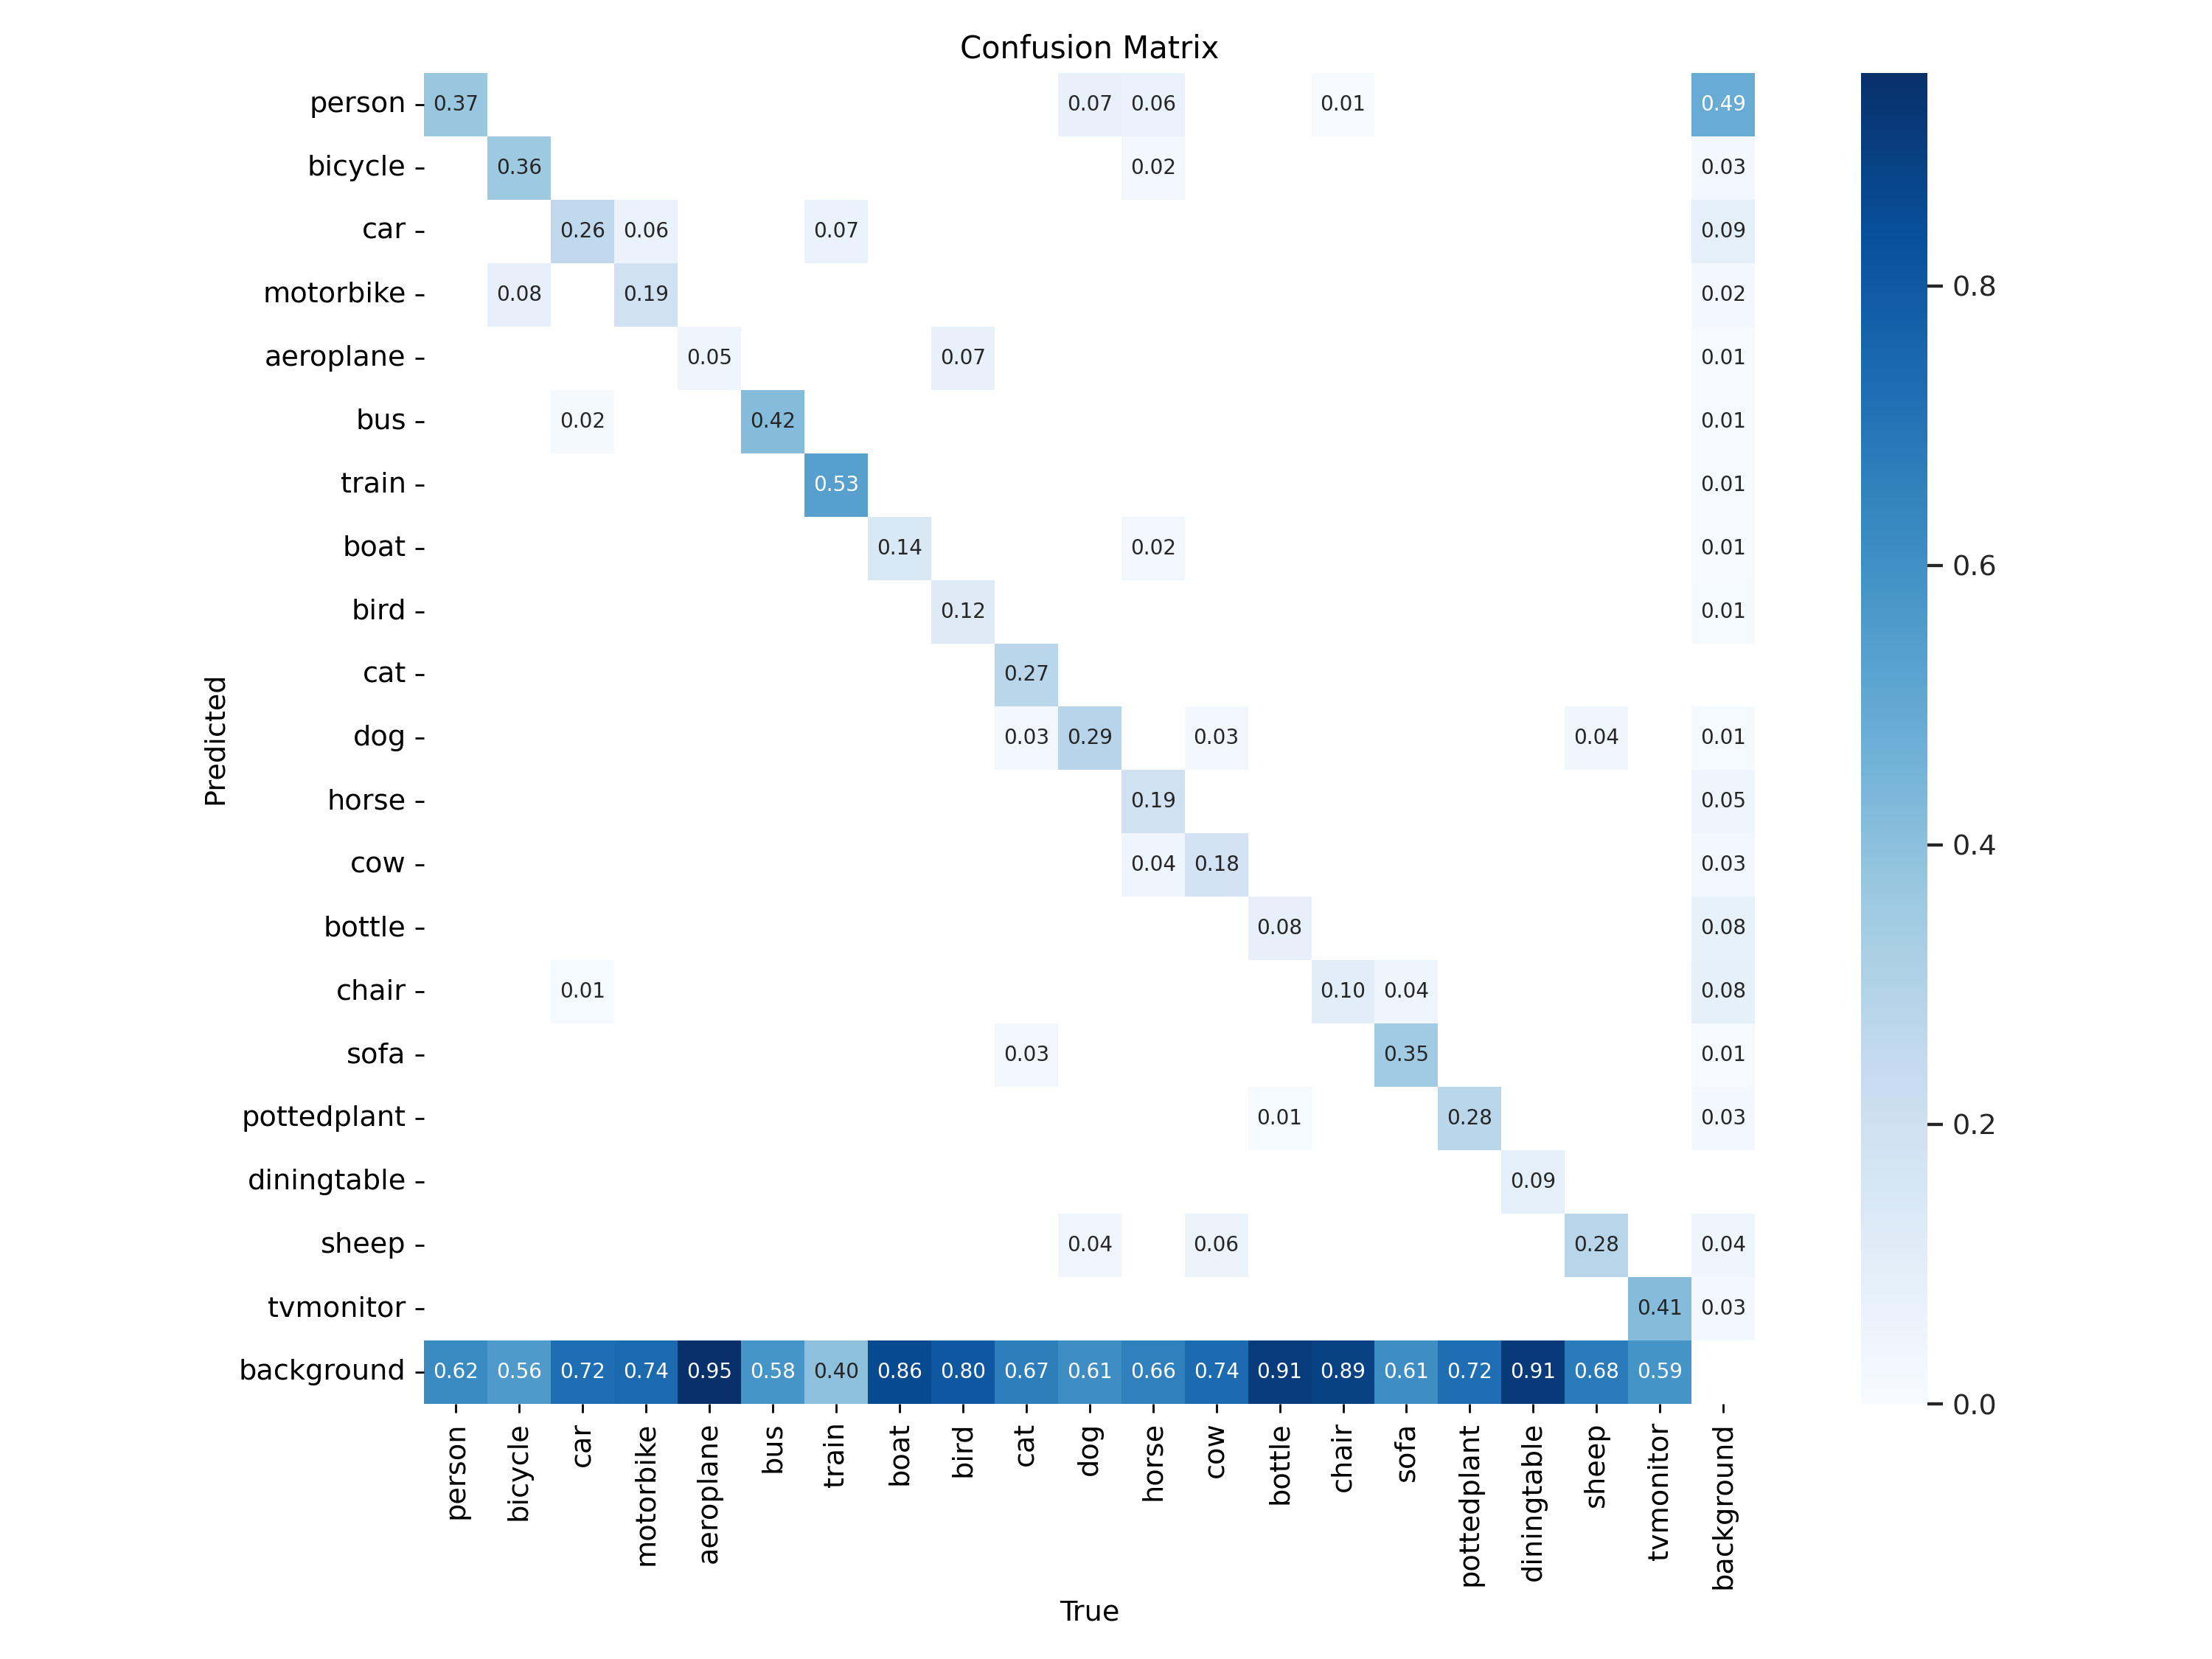 Confusion Matrix
person 0.37 0.07 0.06 0.01 0.49
bicycle 0.36 0.02 0.03
car 0.26 0.06 0.07 0.09
motorbike 0.08 0.19 0.02
aeroplane 0.05 0.07 0.01
bus 0.02 0.42 0.01
train 0.53 0.01
boat 0.14 0.02 0.01
bird 0.12 0.01
cat 0.27
dog 0.03 0.29 0.03 0.04 0.01
horse 0.19 0.05
cow 0.04 0.18 0.03
bottle 0.08 0.08
chair 0.01 0.10 0.04 0.08
sofa 0.03 0.35 0.01
pottedplant 0.01 0.28 0.03
diningtable 0.09
sheep 0.04 0.06 0.28 0.04
tvmonitor 0.41 0.03
background 0.62 0.56 0.72 0.74 0.95 0.58 0.40 0.86 0.80 0.67 0.61 0.66 0.74 0.91 0.89 0.61 0.72 0.91 0.68 0.59
person bicycle car motorbike aeroplane bus train boat bird cat dog horse cow bottle chair sofa pottedplant diningtable sheep tvmonitor background
True
Predicted
0.8
0.6
0.4
0.2
0.0